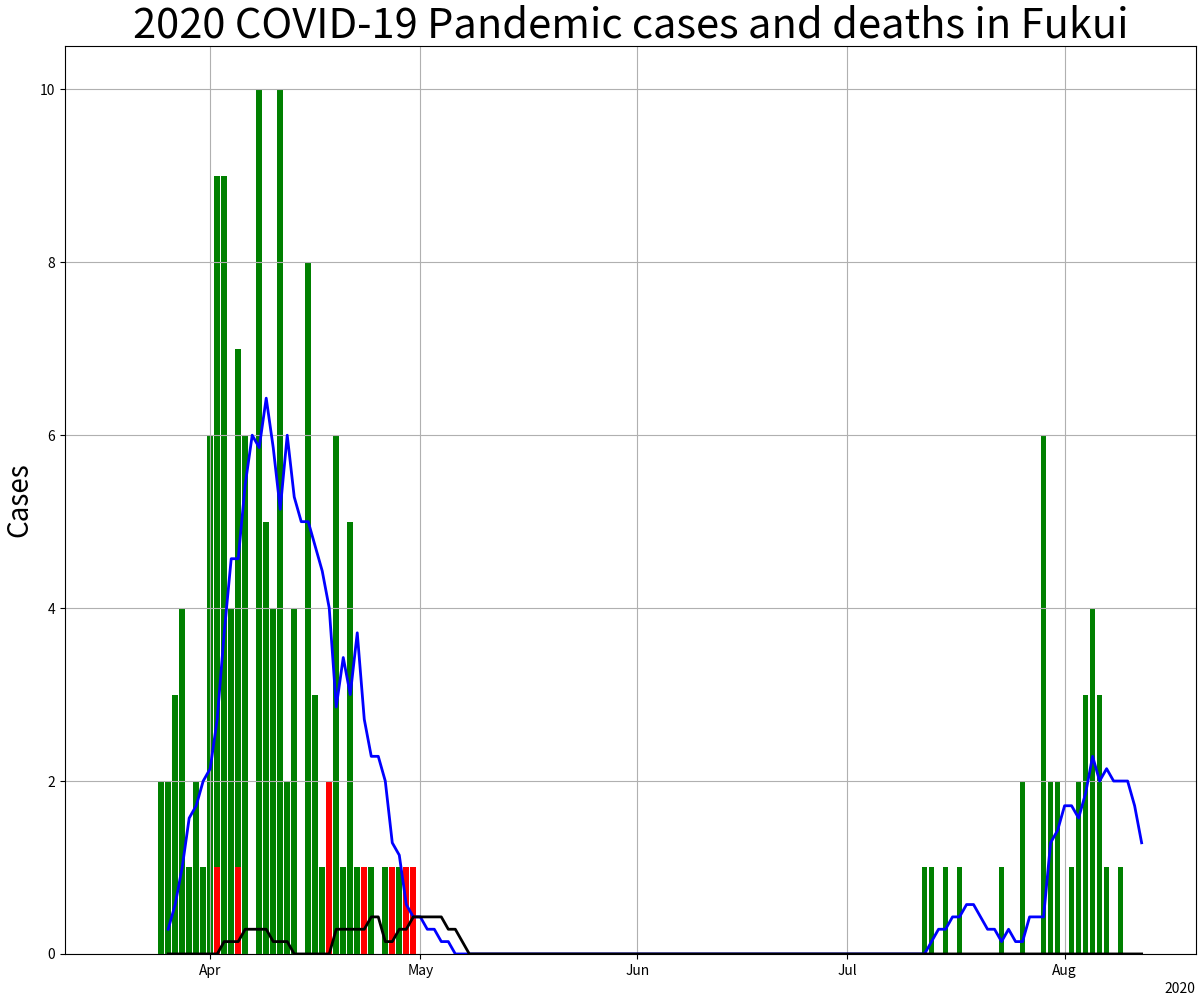 2020 COVID-19 Pandemic cases and deaths in Fukui
10
8
6
4
2
0
Cases
Apr
May
Jun
Jul
Aug
2020